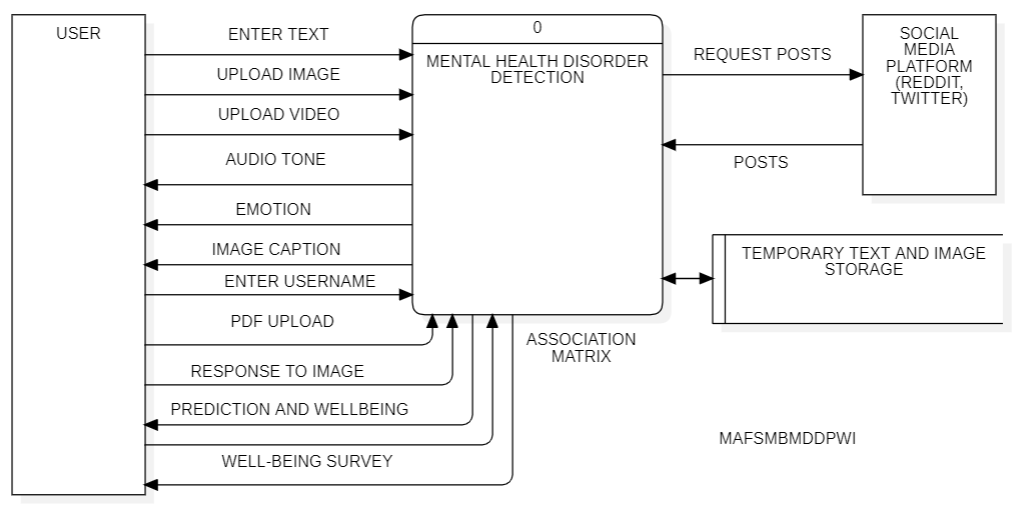 USER
ENTER TEXT
UPLOAD IMAGE
UPLOAD VIDEO
AUDIO TONE
EMOTION
IMAGE CAPTION
ENTER USERNAME
PDF UPLOAD
RESPONSE TO IMAGE
PREDICTION AND WELLBEING
WELL-BEING SURVEY
0
MENTAL HEALTH DISORDER
DETECTION
ASSOCIATION
MATRIX
REQUEST POSTS
POSTS
SOCIAL
MEDIA
PLATFORM
(REDDIT,
TWITTER)
TEMPORARY TEXT AND IMAGE
STORAGE
MAFSMBMDDPWI